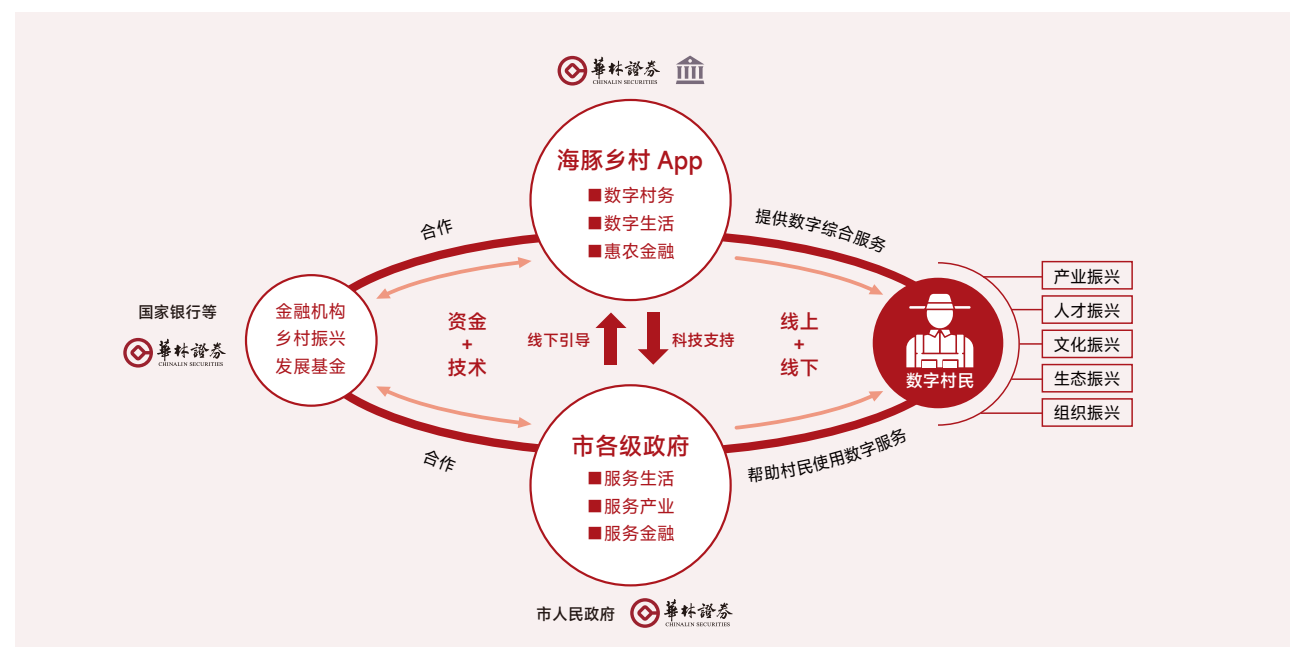 華林證券
CHINALIN SECURITIES
海豚乡村 App
■数字村务
■数字生活
■惠农金融
合作
提供数字综合服务
国家银行等
華林證券
CHINALIN SECURITIES
金融机构
乡村振兴
发展基金
资金
+
技术
线下引导
科技支持
线上
+
线下
数字村民
产业振兴
人才振兴
文化振兴
生态振兴
组织振兴
合作
帮助村民使用数字服务
市各级政府
■服务生活
■服务产业
■服务金融
市人民政府
華林證券
CHINALIN SECURITIES